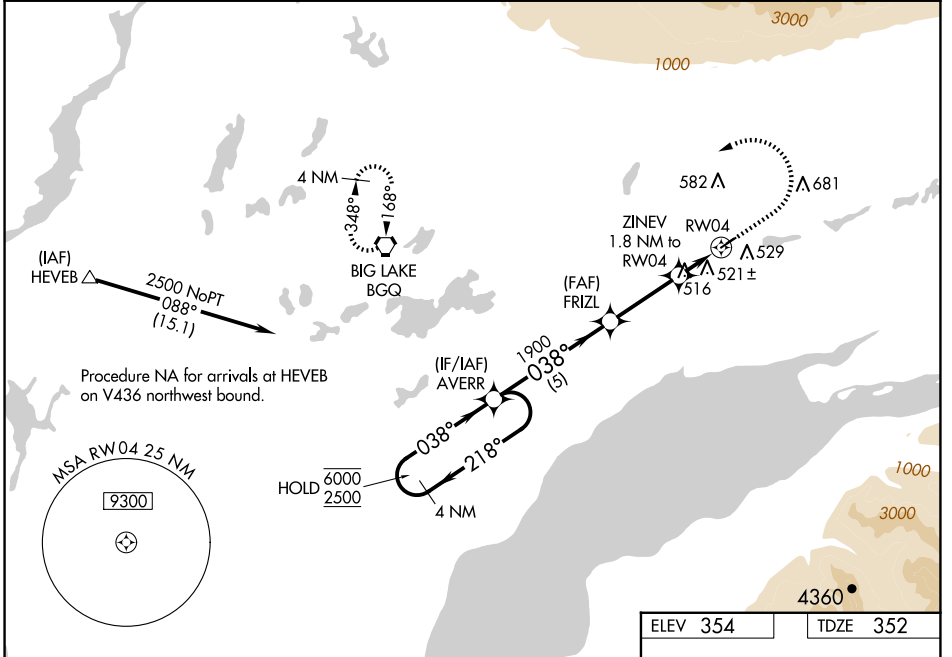 3000
1000
4 NM
348°
168°
BIG LAKE
BGQ
582
681
ZINEV
1.8 NM to
RW04
RW04
529
521±
516
(IAF)
HEVEB
2500 NoPT
088°
(15.1)
(FAF)
FRIZL
Procedure NA for arrivals at HEVEB
on V436 northwest bound.
(IF/IAF)
AVERR
1900
038°
(5)
038°
218°
HOLD 6000
2500
4 NM
MSA RW04 25 NM
9300
1000
3000
4360
ELEV 354
TDZE 352